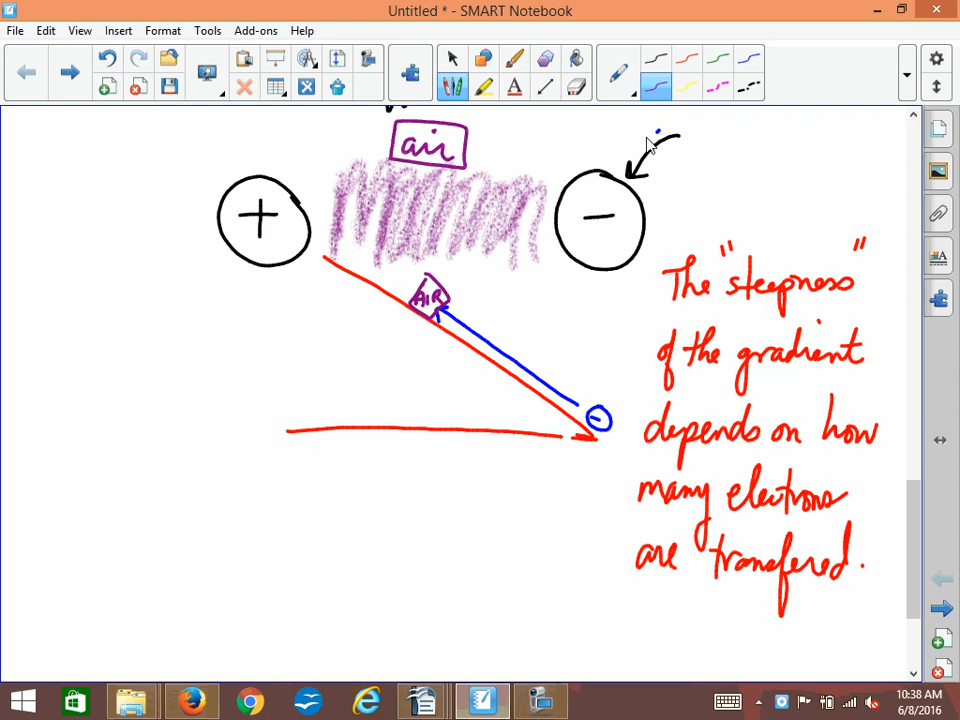 Untitled * - SMART Notebook
File Edit View Insert Format Tools Add-ons Help
air
+
-
AIR
-
The "steepness"
of the gradient
depends on how
many electrons
are transfered.
10:38 AM
6/8/2016